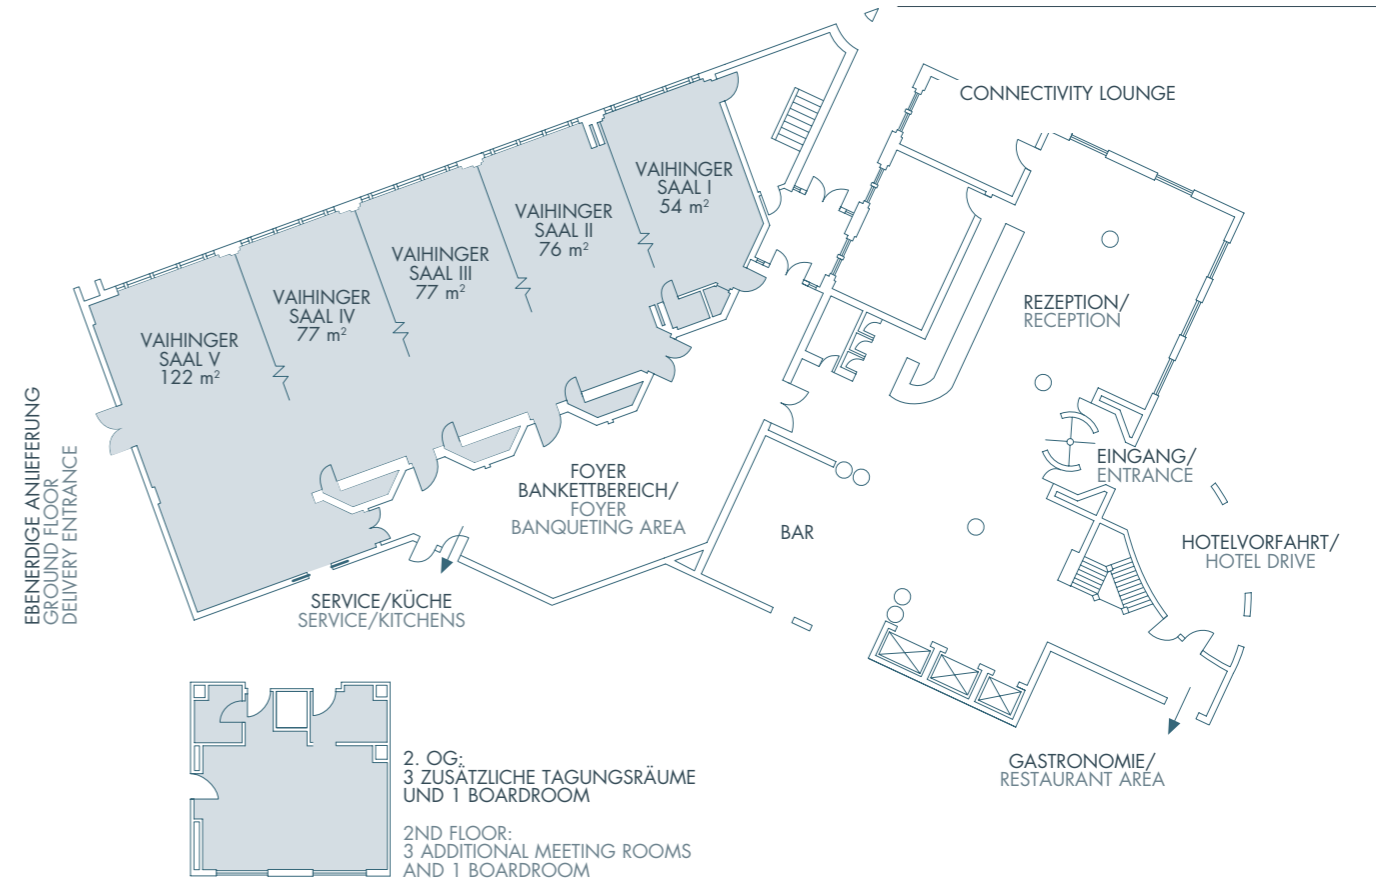 CONNECTIVITY LOUNGE
VAIHINGER
SAAL I
54 m²
VAIHINGER
SAAL II
76 m²
VAIHINGER
SAAL III
77 m²
VAIHINGER
SAAL IV
77 m²
VAIHINGER
SAAL V
122 m²
REZEPTION/
RECEPTION
EBENERDIGE ANLIEFERUNG
GROUND FLOOR
DELIVERY ENTRANCE
FOYER
BANKETTBEREICH/
FOYER
BANQUETING AREA
EINGANG/
ENTRANCE
BAR
HOTELVORFAHRT/
HOTEL DRIVE
SERVICE/KÜCHE
SERVICE/KITCHENS
GASTRONOMIE/
RESTAURANT AREA
2. OG:
3 ZUSÄTZLICHE TAGUNGSRÄUME
UND 1 BOARDROOM
2ND FLOOR:
3 ADDITIONAL MEETING ROOMS
AND 1 BOARDROOM